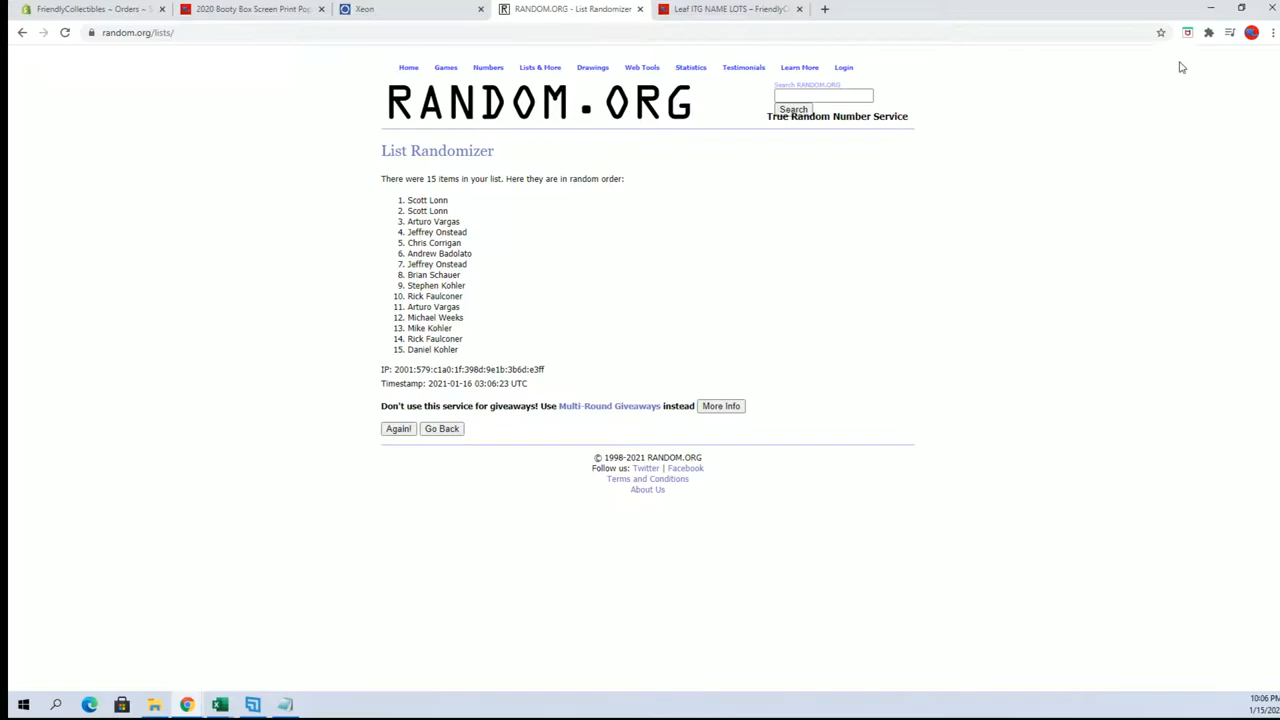 FriendlyCollectibles ~ Orders ~ S
2020 Booty Box Screen Print Pop
Xeon
RANDOM.ORG - List Randomizer
Leaf ITG NAME LOTS – FriendlyC
random.org/lists/
Home Games Numbers Lists & More Drawings Web Tools Statistics Testimonials Learn More Login
RANDOM.ORG
Search RANDOM.ORG
Search
True Random Number Service
List Randomizer
There were 15 items in your list. Here they are in random order:
1. Scott Lonn
2. Scott Lonn
3. Arturo Vargas
4. Jeffrey Onstead
5. Chris Corrigan
6. Andrew Badolato
7. Jeffrey Onstead
8. Brian Schauer
9. Stephen Kohler
10. Rick Faulconer
11. Arturo Vargas
12. Michael Weeks
13. Mike Kohler
14. Rick Faulconer
15. Daniel Kohler
IP: 2001:579:c1a0:1f:398d:9e1b:3b6d:e3ff
Timestamp: 2021-01-16 03:06:23 UTC
Don't use this service for giveaways! Use Multi-Round Giveaways instead More Info
Again! Go Back
© 1998-2021 RANDOM.ORG
Follow us: Twitter | Facebook
Terms and Conditions
About Us
10:06 PM
1/15/202